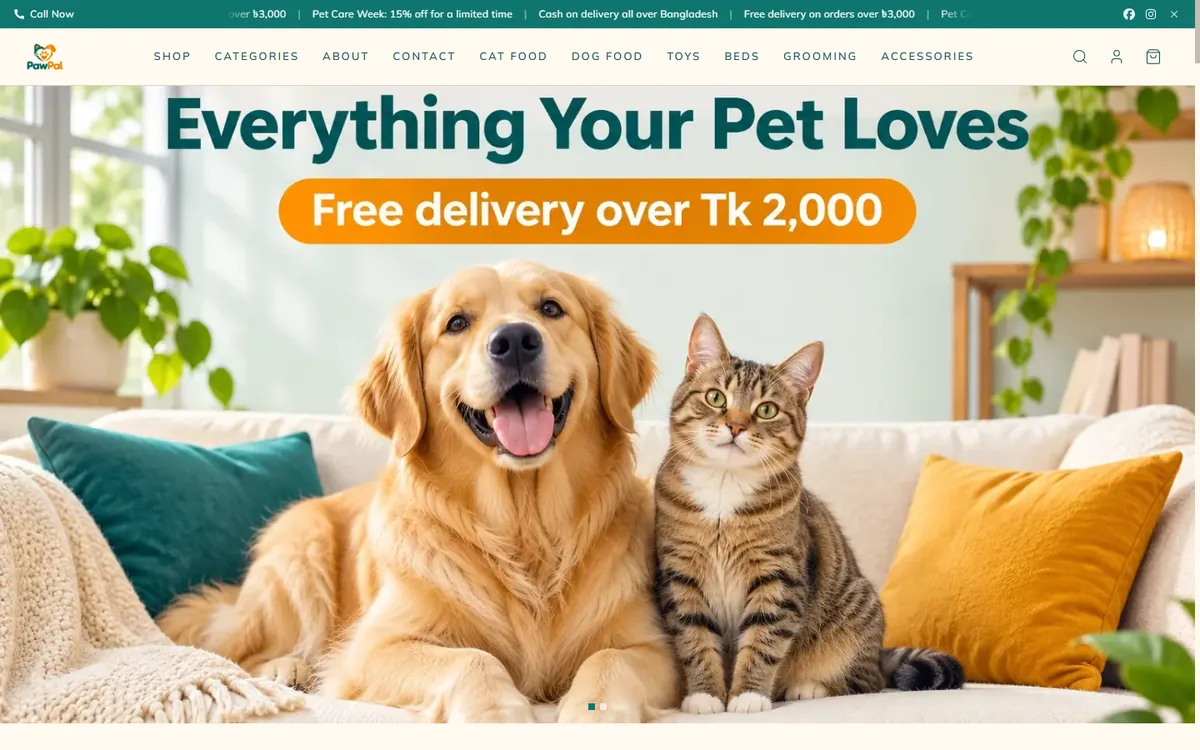 Call Now
over ৳3,000 | Pet Care Week: 15% off for a limited time | Cash on delivery all over Bangladesh | Free delivery on orders over ৳3,000 | Pet C
PawPal
SHOP CATEGORIES ABOUT CONTACT CAT FOOD DOG FOOD TOYS BEDS GROOMING ACCESSORIES
Everything Your Pet Loves
Free delivery over Tk 2,000